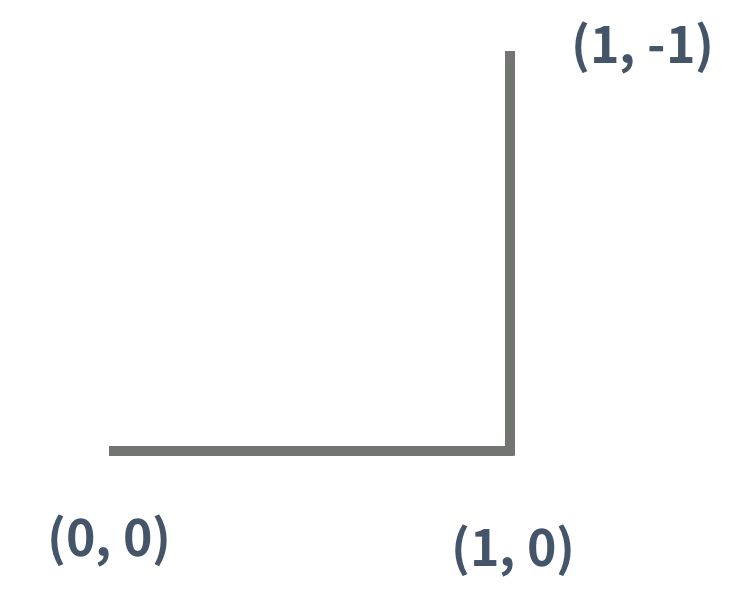 (1, -1)
(0, 0)
(1, 0)